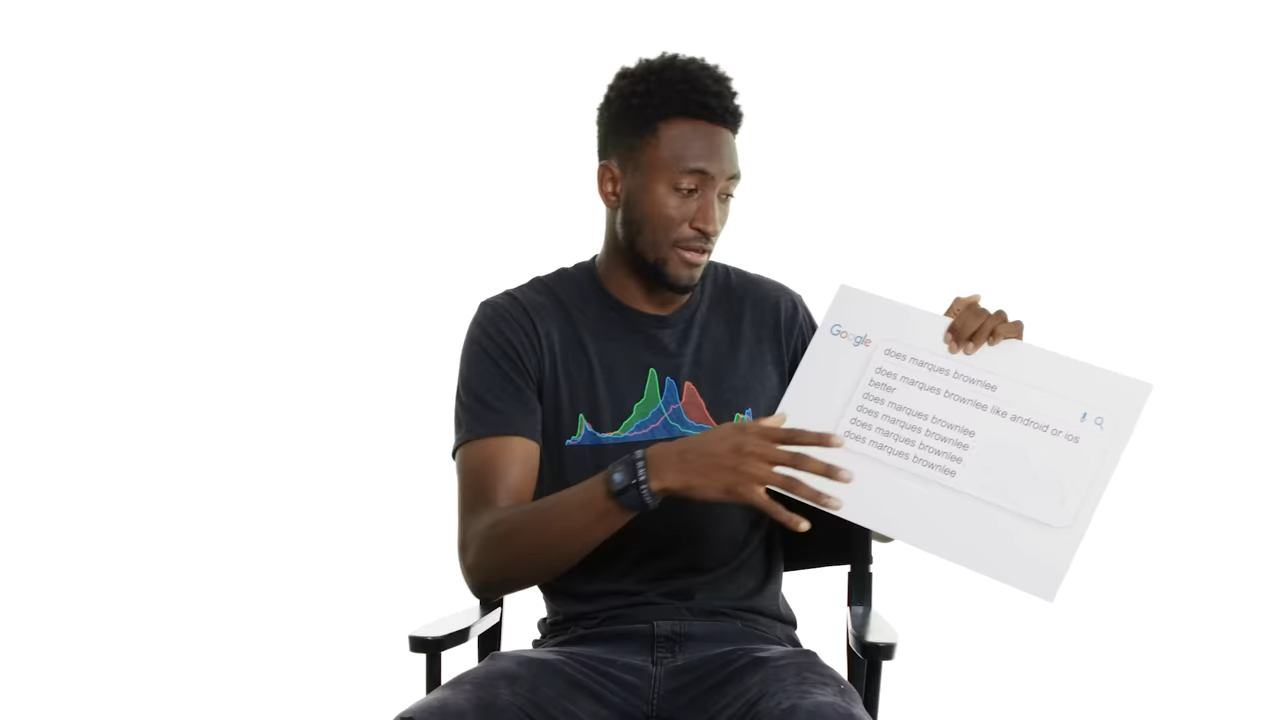 Google
does marques brownlee
does marques brownlee like android or ios
better
does marques brownlee
does marques brownlee
does marques brownlee
does marques brownlee